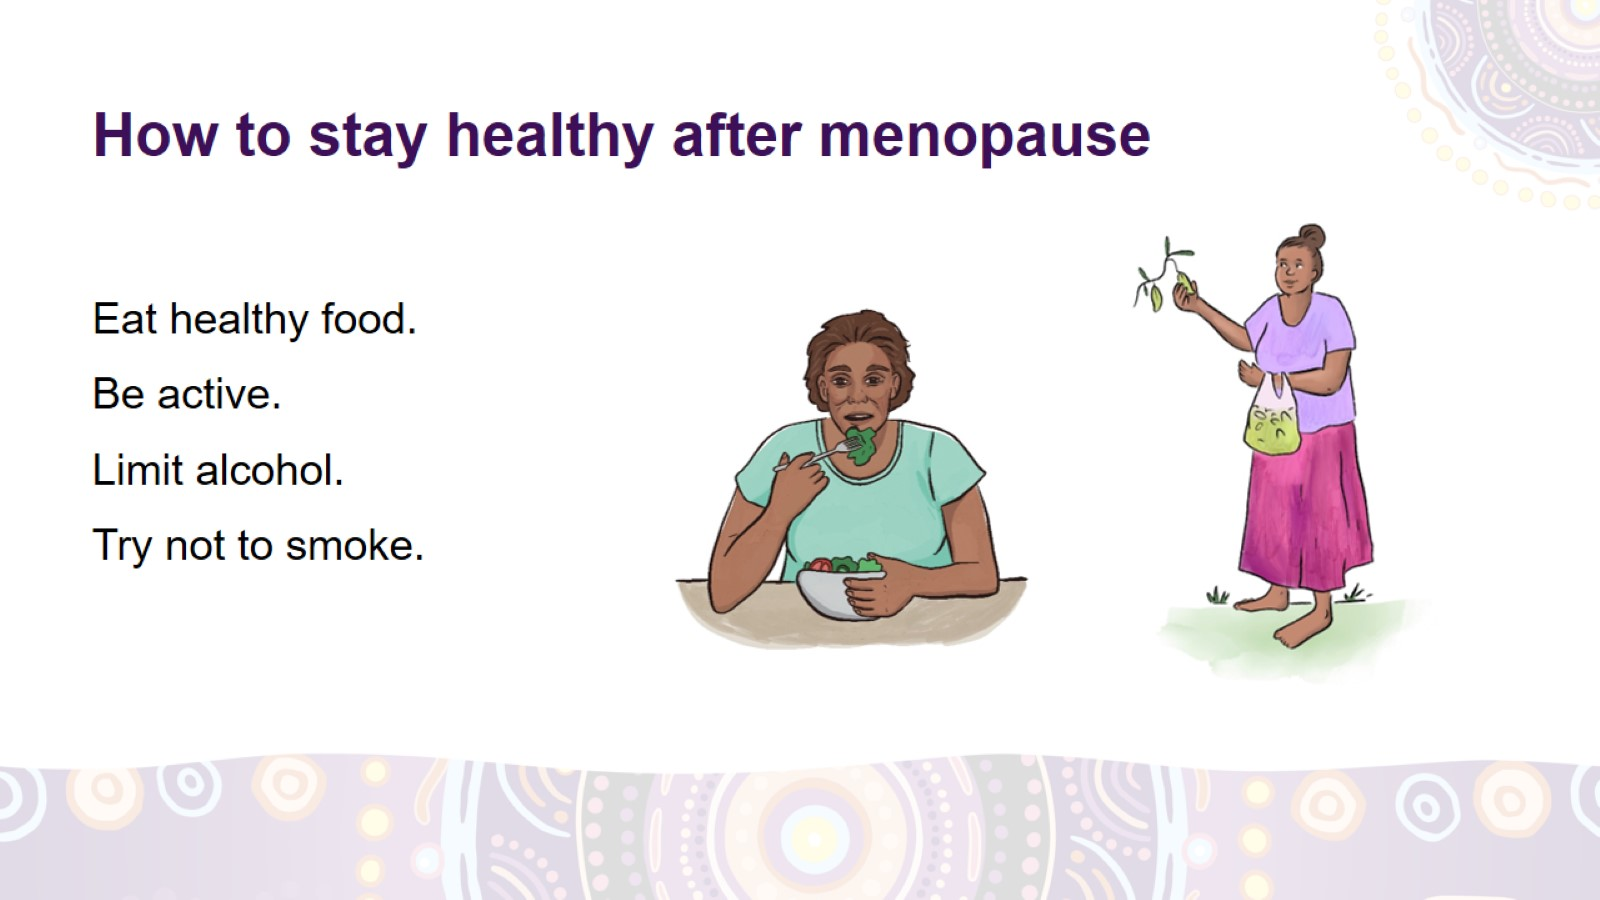 How to stay healthy after menopause
Eat healthy food.
Be active.
Limit alcohol.
Try not to smoke.